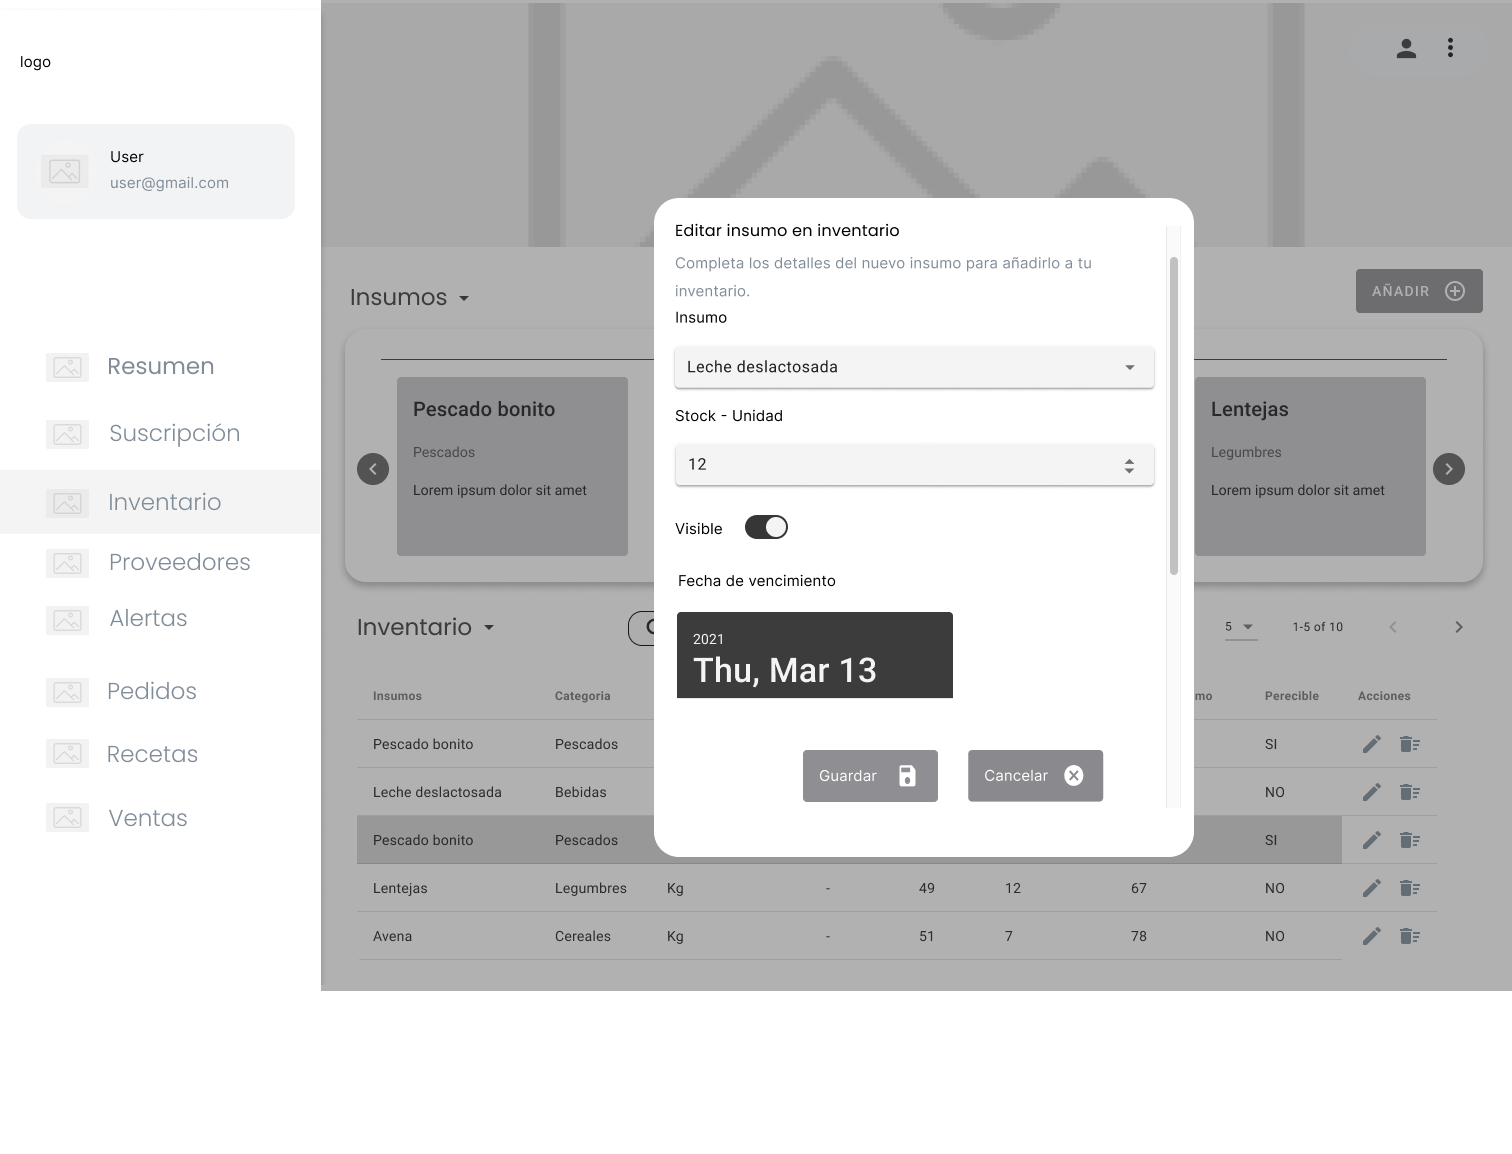 logo
User
user@gmail.com
Resumen
Suscripción
Inventario
Proveedores
Alertas
Pedidos
Recetas
Ventas
Insumos
AÑADIR
Pescado bonito
Pescados
Lorem ipsum dolor sit amet
Lentejas
Legumbres
Lorem ipsum dolor sit amet
Editar insumo en inventario
Completa los detalles del nuevo insumo para añadirlo a tu
inventario.
Insumo
Leche deslactosada
Stock - Unidad
12
Visible
Fecha de vencimiento
2021
Thu, Mar 13
Guardar
Cancelar
Inventario
5 1-5 of 10
Insumos Categoria mo Perecible Acciones
Pescado bonito Pescados SI
Leche deslactosada Bebidas NO
Pescado bonito Pescados SI
Lentejas Legumbres Kg - 49 12 67 NO
Avena Cereales Kg - 51 7 78 NO